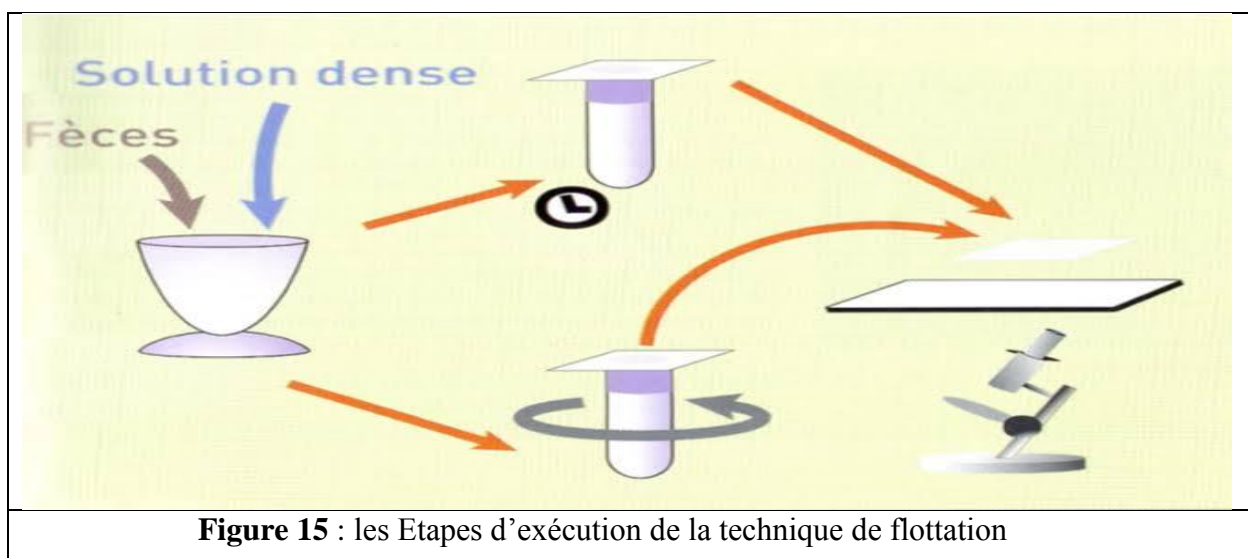 Solution dense
Fèces
Figure 15 : les Etapes d’exécution de la technique de flottation